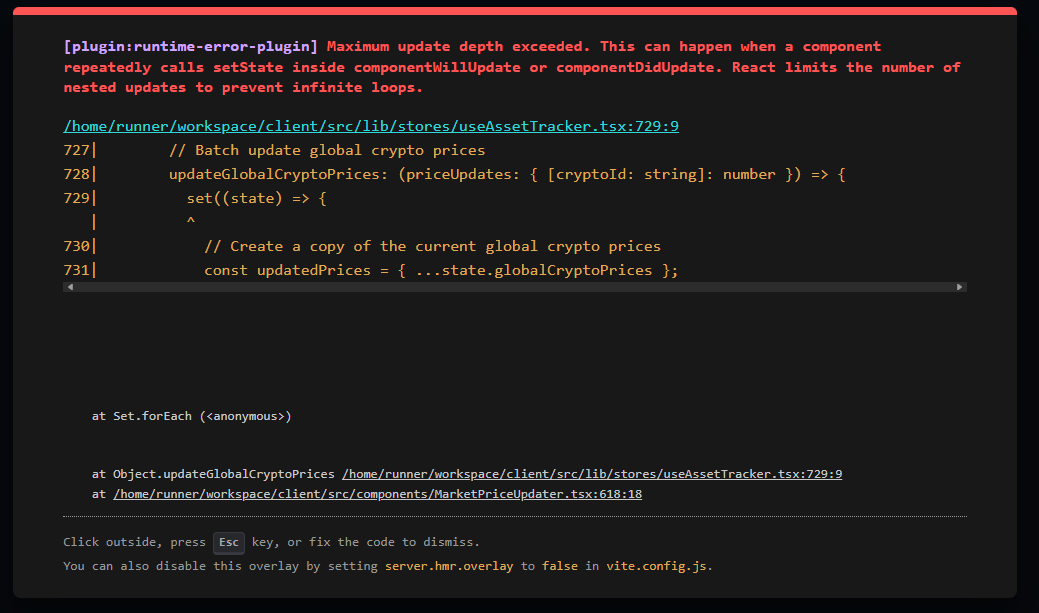 [plugin:runtime-error-plugin] Maximum update depth exceeded. This can happen when a component
repeatedly calls setState inside componentWillUpdate or componentDidUpdate. React limits the number of
nested updates to prevent infinite loops.
/home/runner/workspace/client/src/lib/stores/useAssetTracker.tsx:729:9
727|        // Batch update global crypto prices
728|        updateGlobalCryptoPrices: (priceUpdates: { [cryptoId: string]: number }) => {
729|          set((state) => {
   |          ^
730|            // Create a copy of the current global crypto prices
731|            const updatedPrices = { ...state.globalCryptoPrices };
at Set.forEach (<anonymous>)
at Object.updateGlobalCryptoPrices /home/runner/workspace/client/src/lib/stores/useAssetTracker.tsx:729:9
at /home/runner/workspace/client/src/components/MarketPriceUpdater.tsx:618:18
Click outside, press Esc key, or fix the code to dismiss.
You can also disable this overlay by setting server.hmr.overlay to false in vite.config.js.